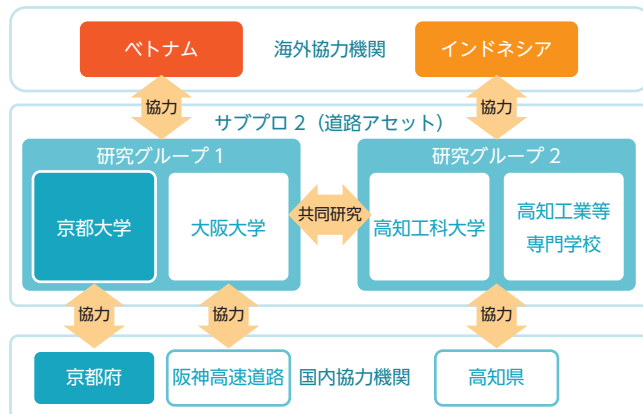 ベトナム
海外協力機関
インドネシア
協力
協力
サブプロ 2（道路アセット）
研究グループ 1
研究グループ 2
京都大学
大阪大学
共同研究
高知工科大学
高知工業等
専門学校
協力
協力
協力
京都府
阪神高速道路
国内協力機関
高知県